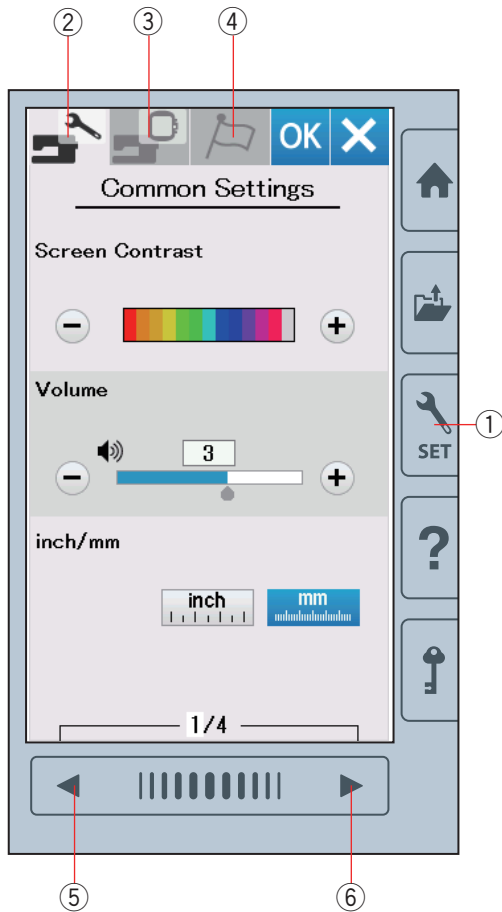 ② ③ ④
OK
Common Settings
Screen Contrast
Volume
3
inch/mm
inch mm
1/4
SET
①
?
⑤ ⑥